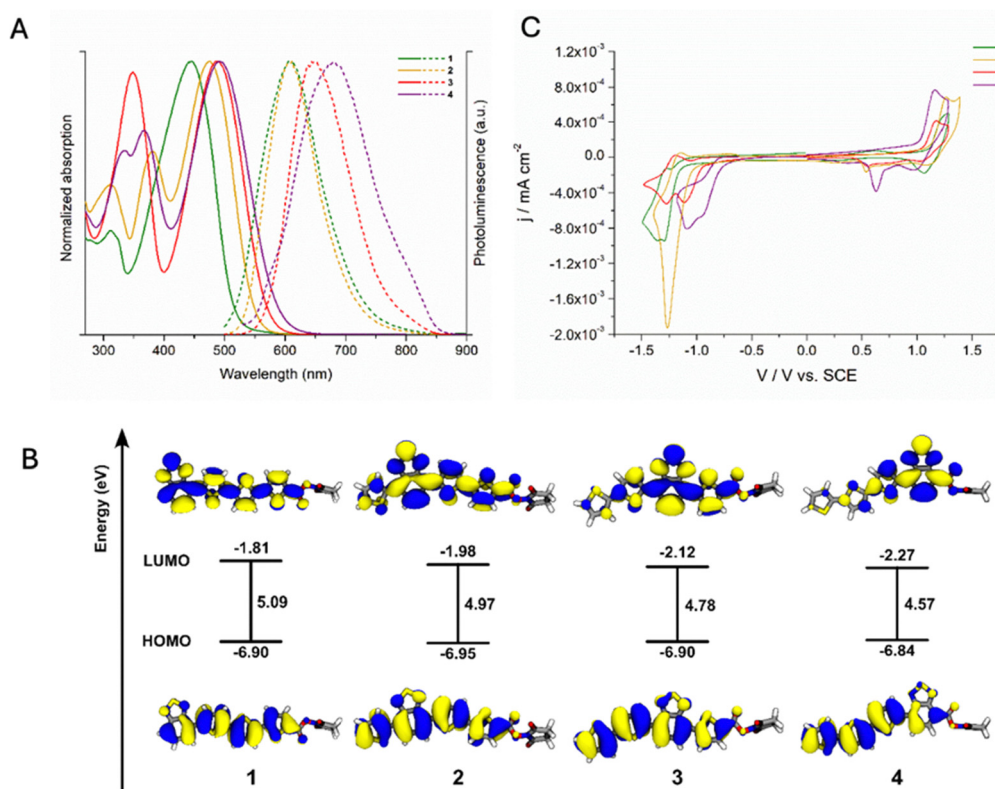 A
Normalized absorption
Photoluminescence (a.u.)
1
2
3
4
300 400 500 600 700 800 900
Wavelength (nm)
C
j / mA cm⁻²
1.2x10⁻³
8.0x10⁻⁴
4.0x10⁻⁴
0.0
-4.0x10⁻⁴
-8.0x10⁻⁴
-1.2x10⁻³
-1.6x10⁻³
-2.0x10⁻³
-1.5 -1.0 -0.5 0.0 0.5 1.0 1.5
V / V vs. SCE
B
Energy (eV)
LUMO
-1.81 -1.98 -2.12 -2.27
5.09 4.97 4.78 4.57
HOMO
-6.90 -6.95 -6.90 -6.84
1 2 3 4